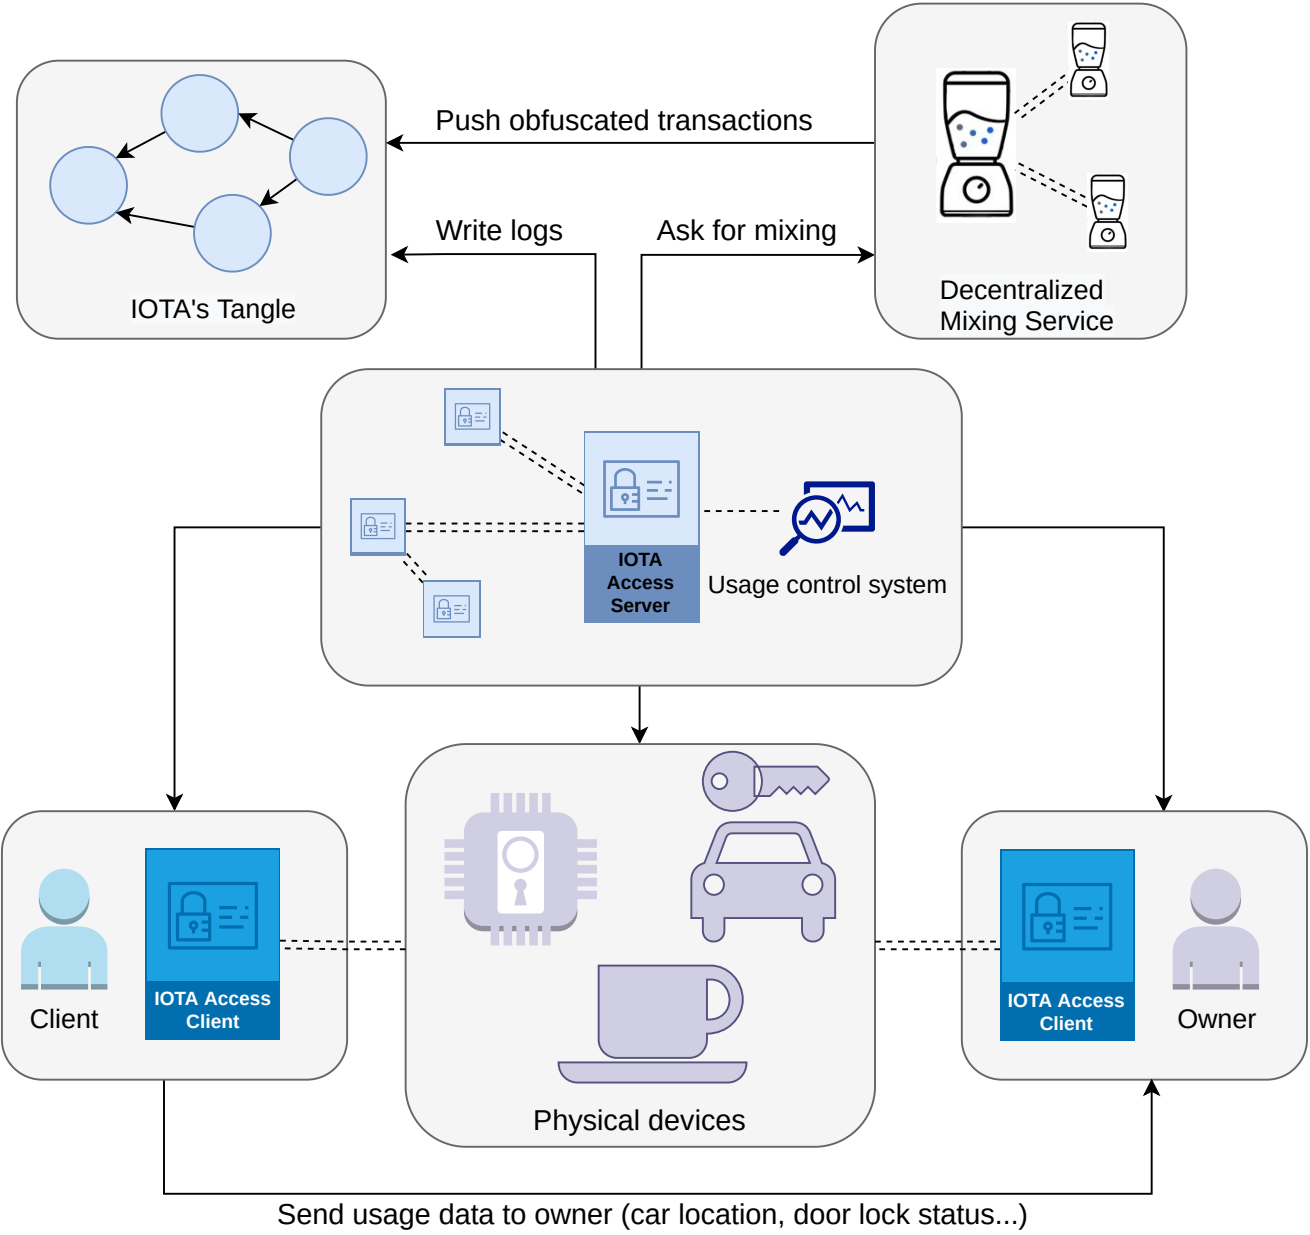 Push obfuscated transactions
Write logs
Ask for mixing
IOTA's Tangle
Decentralized
Mixing Service
IOTA
Access
Server
Usage control system
Client
IOTA Access
Client
Physical devices
IOTA Access
Client
Owner
Send usage data to owner (car location, door lock status...)